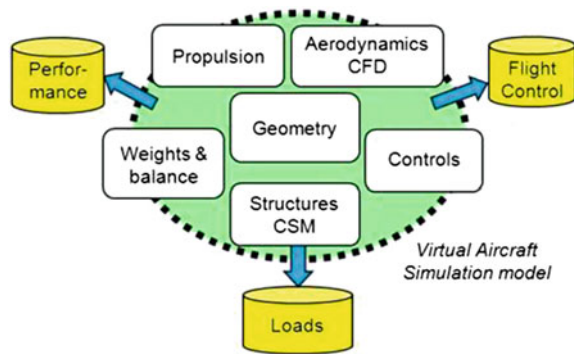 Propulsion
Aerodynamics
CFD
Perfor-
mance
Flight
Control
Geometry
Weights &
balance
Controls
Structures
CSM
Virtual Aircraft
Simulation model
Loads